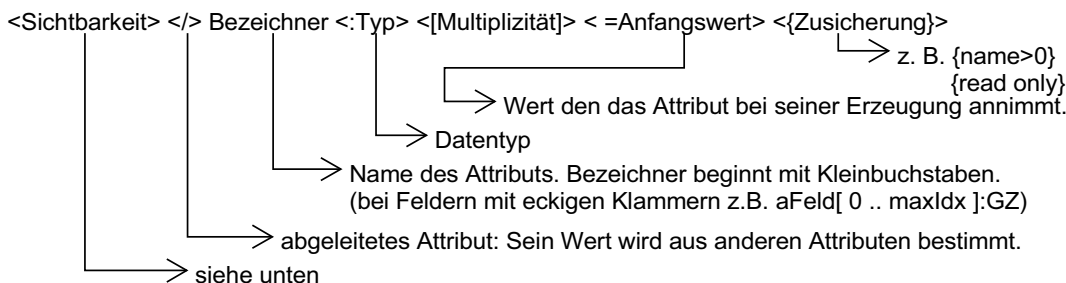 <Sichtbarkeit> </> Bezeichner <:Typ> <[Multiplizität]> < =Anfangswert> <{Zusicherung}>
z. B. {name>0}
{read only}
Wert den das Attribut bei seiner Erzeugung annimmt.
Datentyp
Name des Attributs. Bezeichner beginnt mit Kleinbuchstaben.
(bei Feldern mit eckigen Klammern z.B. aFeld[ 0 .. maxIdx ]:GZ)
abgeleitetes Attribut: Sein Wert wird aus anderen Attributen bestimmt.
siehe unten